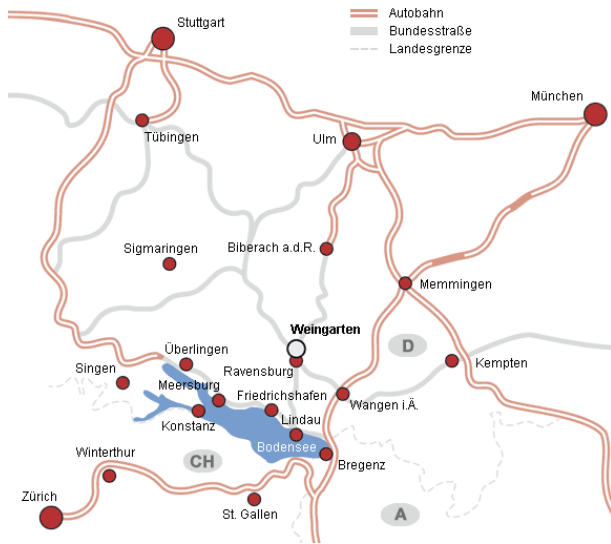 Stuttgart
Autobahn
Bundesstraße
Landesgrenze
München
Tübingen
Ulm
Sigmaringen
Biberach a.d.R.
Memmingen
Weingarten
D
Überlingen
Ravensburg
Kempten
Singen
Meersburg
Friedrichshafen
Wangen i.Ä.
Konstanz
Lindau
Bodensee
Winterthur
CH
Bregenz
Zürich
St. Gallen
A